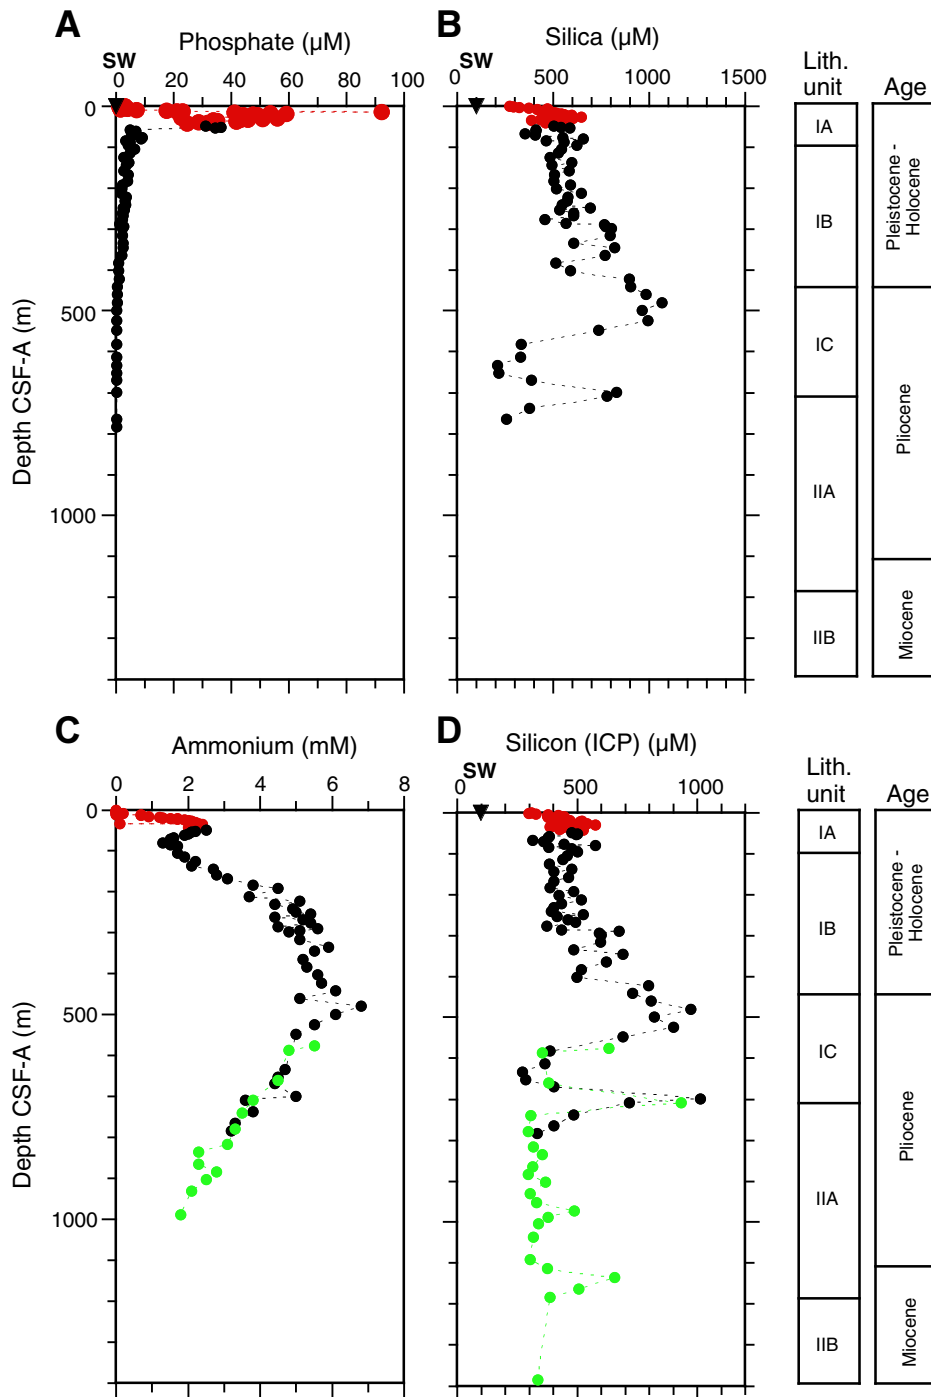 A
Phosphate (µM)
SW
0 20 40 60 80 100
B
Silica (µM)
SW
0 500 1000 1500
Lith.
unit
Age
0
500
1000
Depth CSF-A (m)
IA
IB
IC
IIA
IIB
Pleistocene -
Holocene
Pliocene
Miocene
C
Ammonium (mM)
0 2 4 6 8
D
Silicon (ICP) (µM)
SW
0 500 1000
Lith.
unit
Age
0
500
1000
Depth CSF-A (m)
IA
IB
IC
IIA
IIB
Pleistocene -
Holocene
Pliocene
Miocene